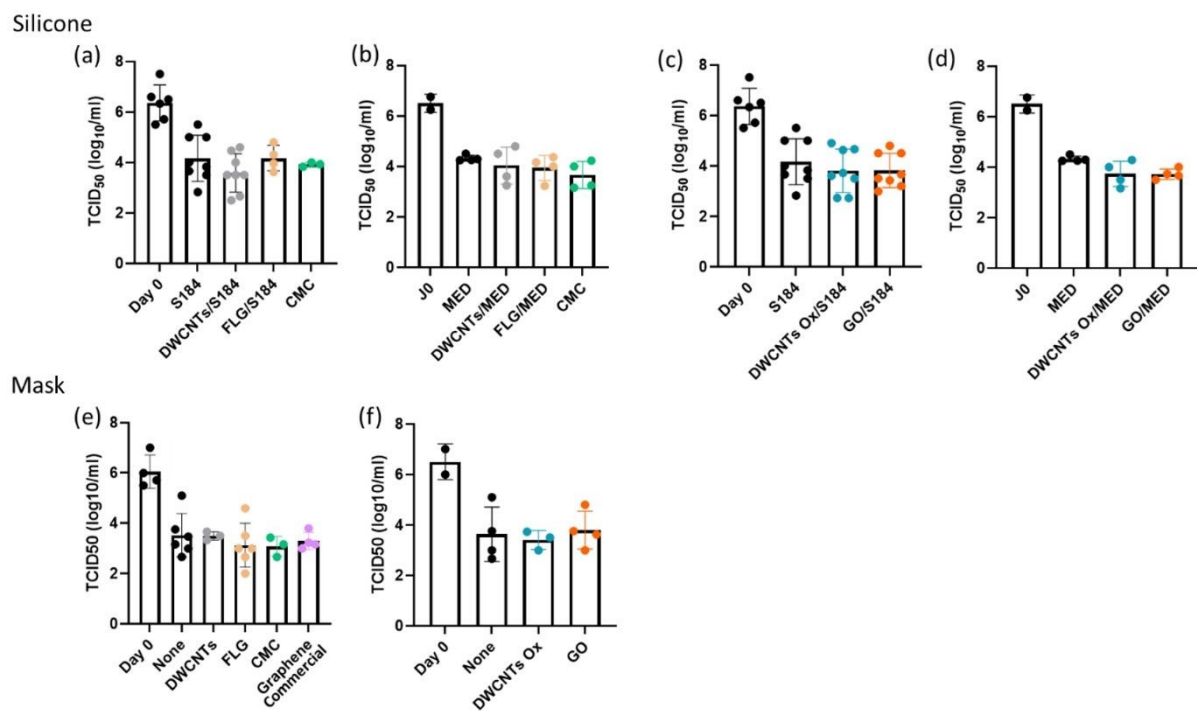 Silicone
(a)
TCID50 (log10/ml)
8
6
4
2
0
Day 0
S184
DWCNTs/S184
FLG/S184
CMC
(b)
TCID50 (log10/ml)
8
6
4
2
0
J0
MED
DWCNTs/MED
FLG/MED
CMC
(c)
TCID50 (log10/ml)
8
6
4
2
0
Day 0
S184
DWCNTs Ox/S184
GO/S184
(d)
TCID50 (log10/ml)
8
6
4
2
0
J0
MED
DWCNTs Ox/MED
GO/MED
Mask
(e)
TCID50 (log10/ml)
8
6
4
2
0
Day 0
None
DWCNTs
FLG
CMC
Graphene
Commercial
(f)
TCID50 (log10/ml)
8
6
4
2
0
Day 0
None
DWCNTs Ox
GO